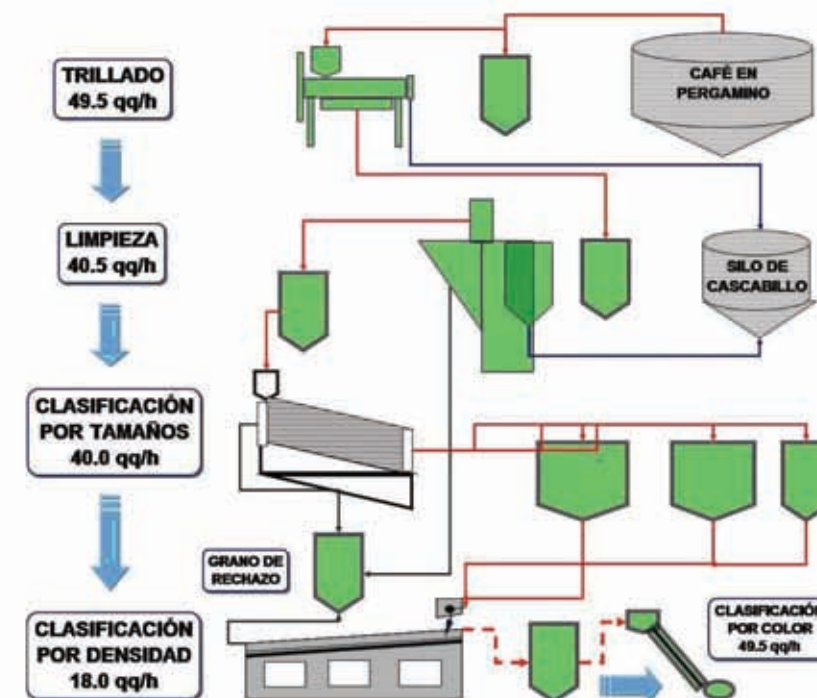 TRILLADO
49.5 qq/h
CAFÉ EN
PERGAMINO
LIMPIEZA
40.5 qq/h
SILO DE
CASCABILLO
CLASIFICACIÓN
POR TAMAÑOS
40.0 qq/h
GRANO DE
RECHAZO
CLASIFICACIÓN
POR DENSIDAD
18.0 qq/h
CLASIFICACIÓN
POR COLOR
49.5 qq/h